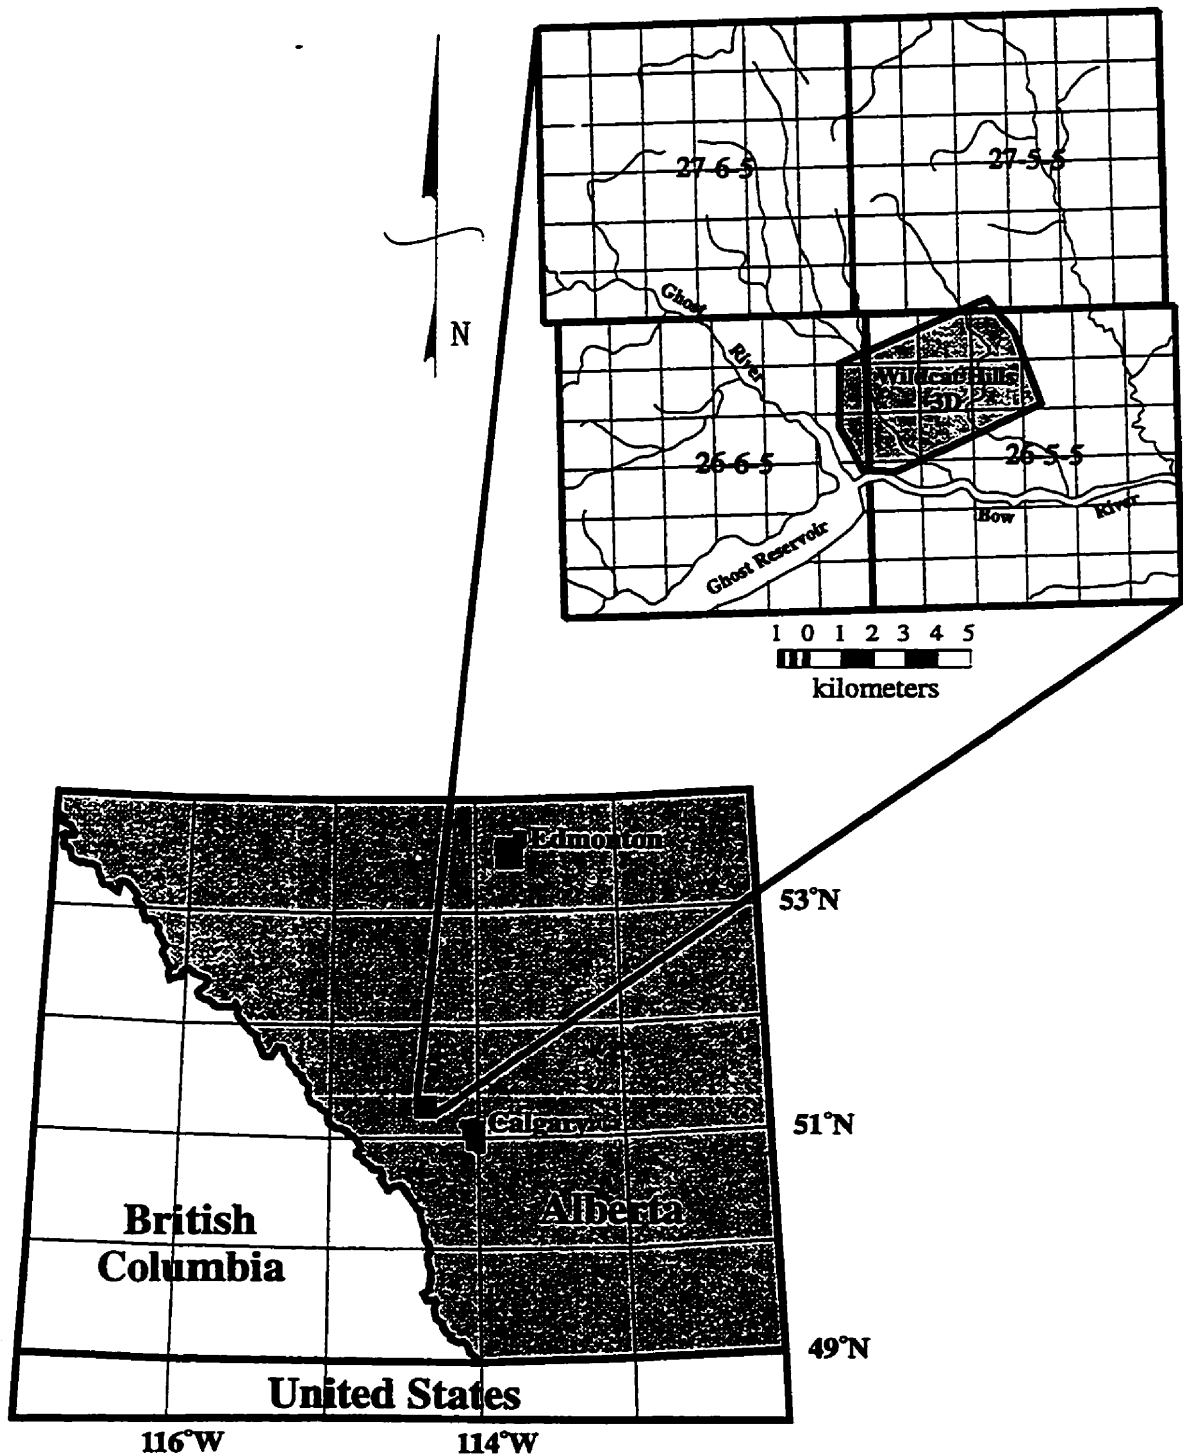 27-6-5
27-5-5
Ghost
River
N
Wildcat Hills
3D
26-6-5
26-5-5
Bow
River
Ghost Reservoir
1 0 1 2 3 4 5
kilometers
Edmonton
53°N
Calgary
51°N
Alberta
British
Columbia
49°N
United States
116°W
114°W